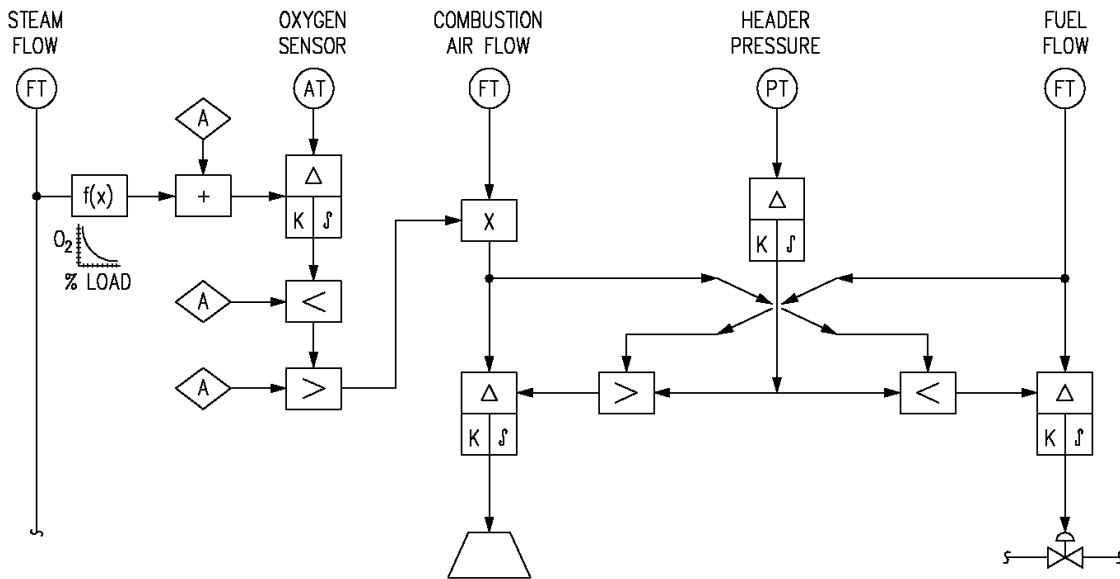 STEAM
FLOW
OXYGEN
SENSOR
COMBUSTION
AIR FLOW
HEADER
PRESSURE
FUEL
FLOW
FT
AT
FT
PT
FT
A
Δ
f(x)
+
K ∫
X
Δ
K ∫
O₂
% LOAD
A
<
A
>
Δ
K ∫
>
<
Δ
K ∫